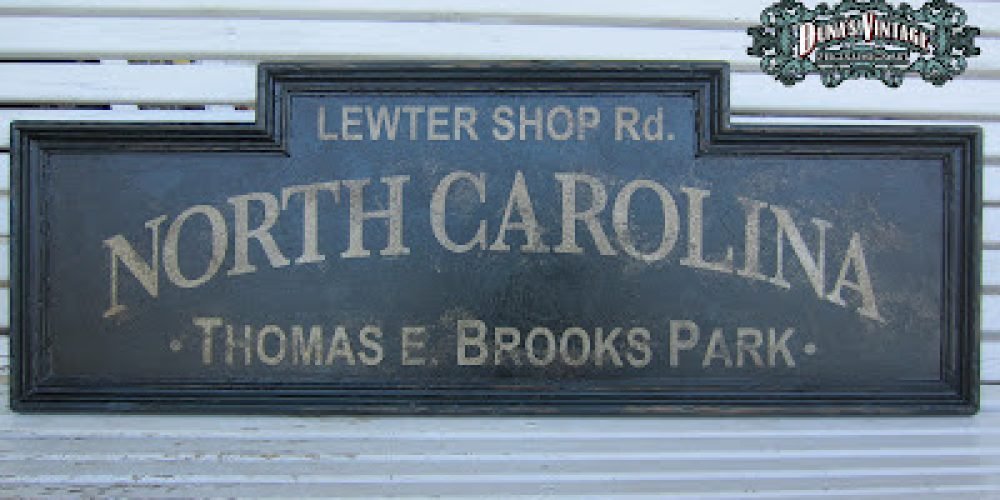 LEWTER SHOP Rd.
NORTH CAROLINA
· THOMAS E. BROOKS PARK ·